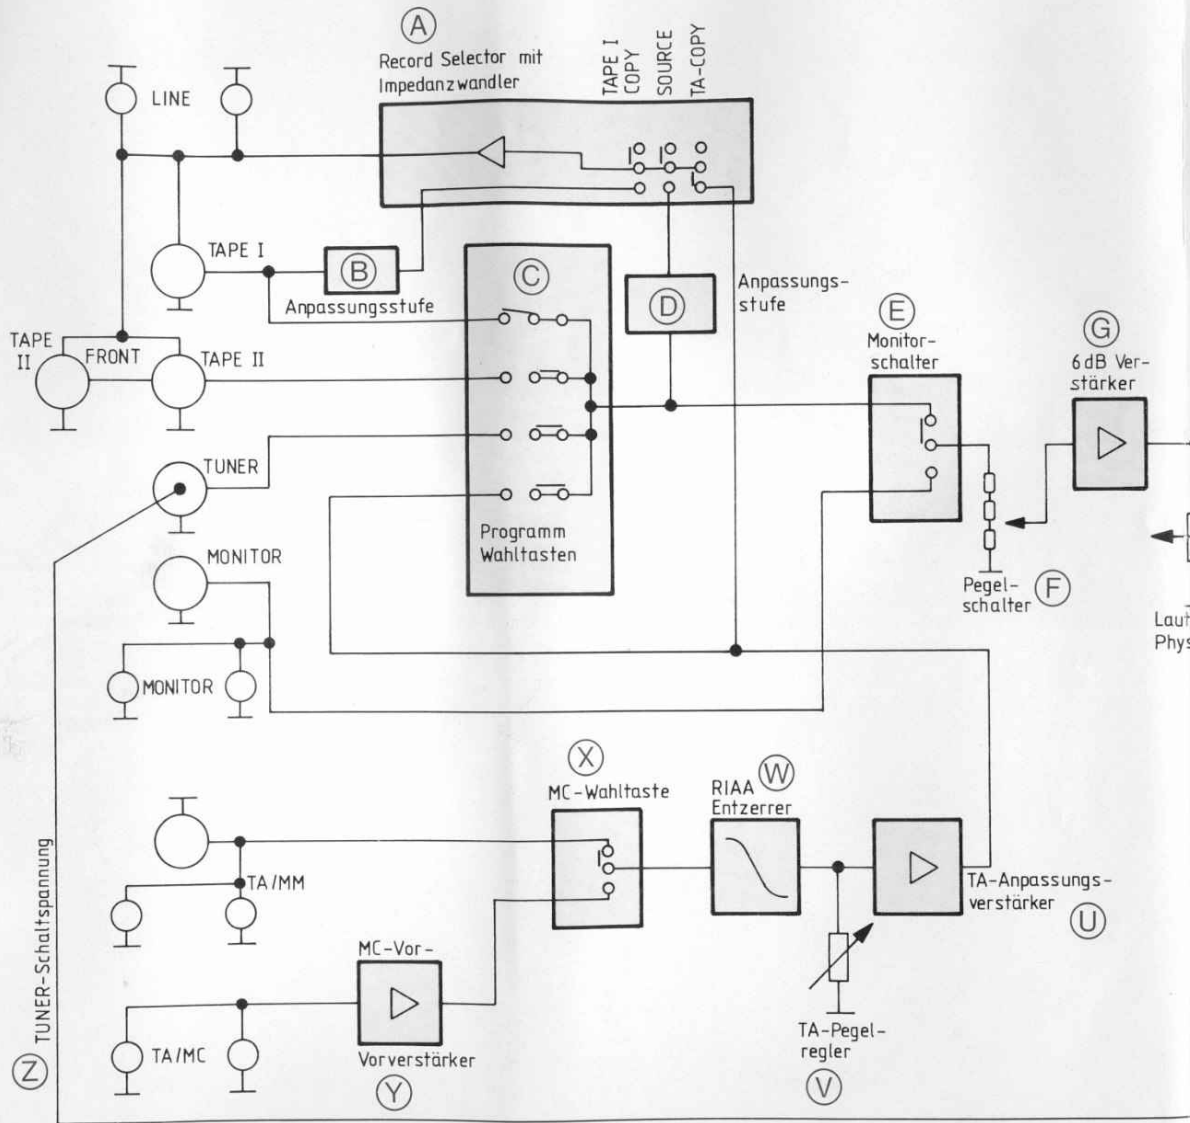 A
Record Selector mit
Impedanzwandler
TAPE I
COPY
SOURCE
TA-COPY
LINE
TAPE I
B
Anpassungsstufe
C
D
Anpassungs-
stufe
E
Monitor-
schalter
G
6dB Ver-
stärker
TAPE
II
FRONT
TAPE II
TUNER
Programm
Wahltasten
MONITOR
Pegel-
schalter
F
Laut
Phys
MONITOR
X
MC-Wahltaste
RIAA
Entzerrer
W
TUNER-Schaltspannung
TA/MM
TA-Anpassungs-
verstärker
U
MC-Vor-
TA/MC
Vorverstärker
Y
TA-Pegel-
regler
V
Z